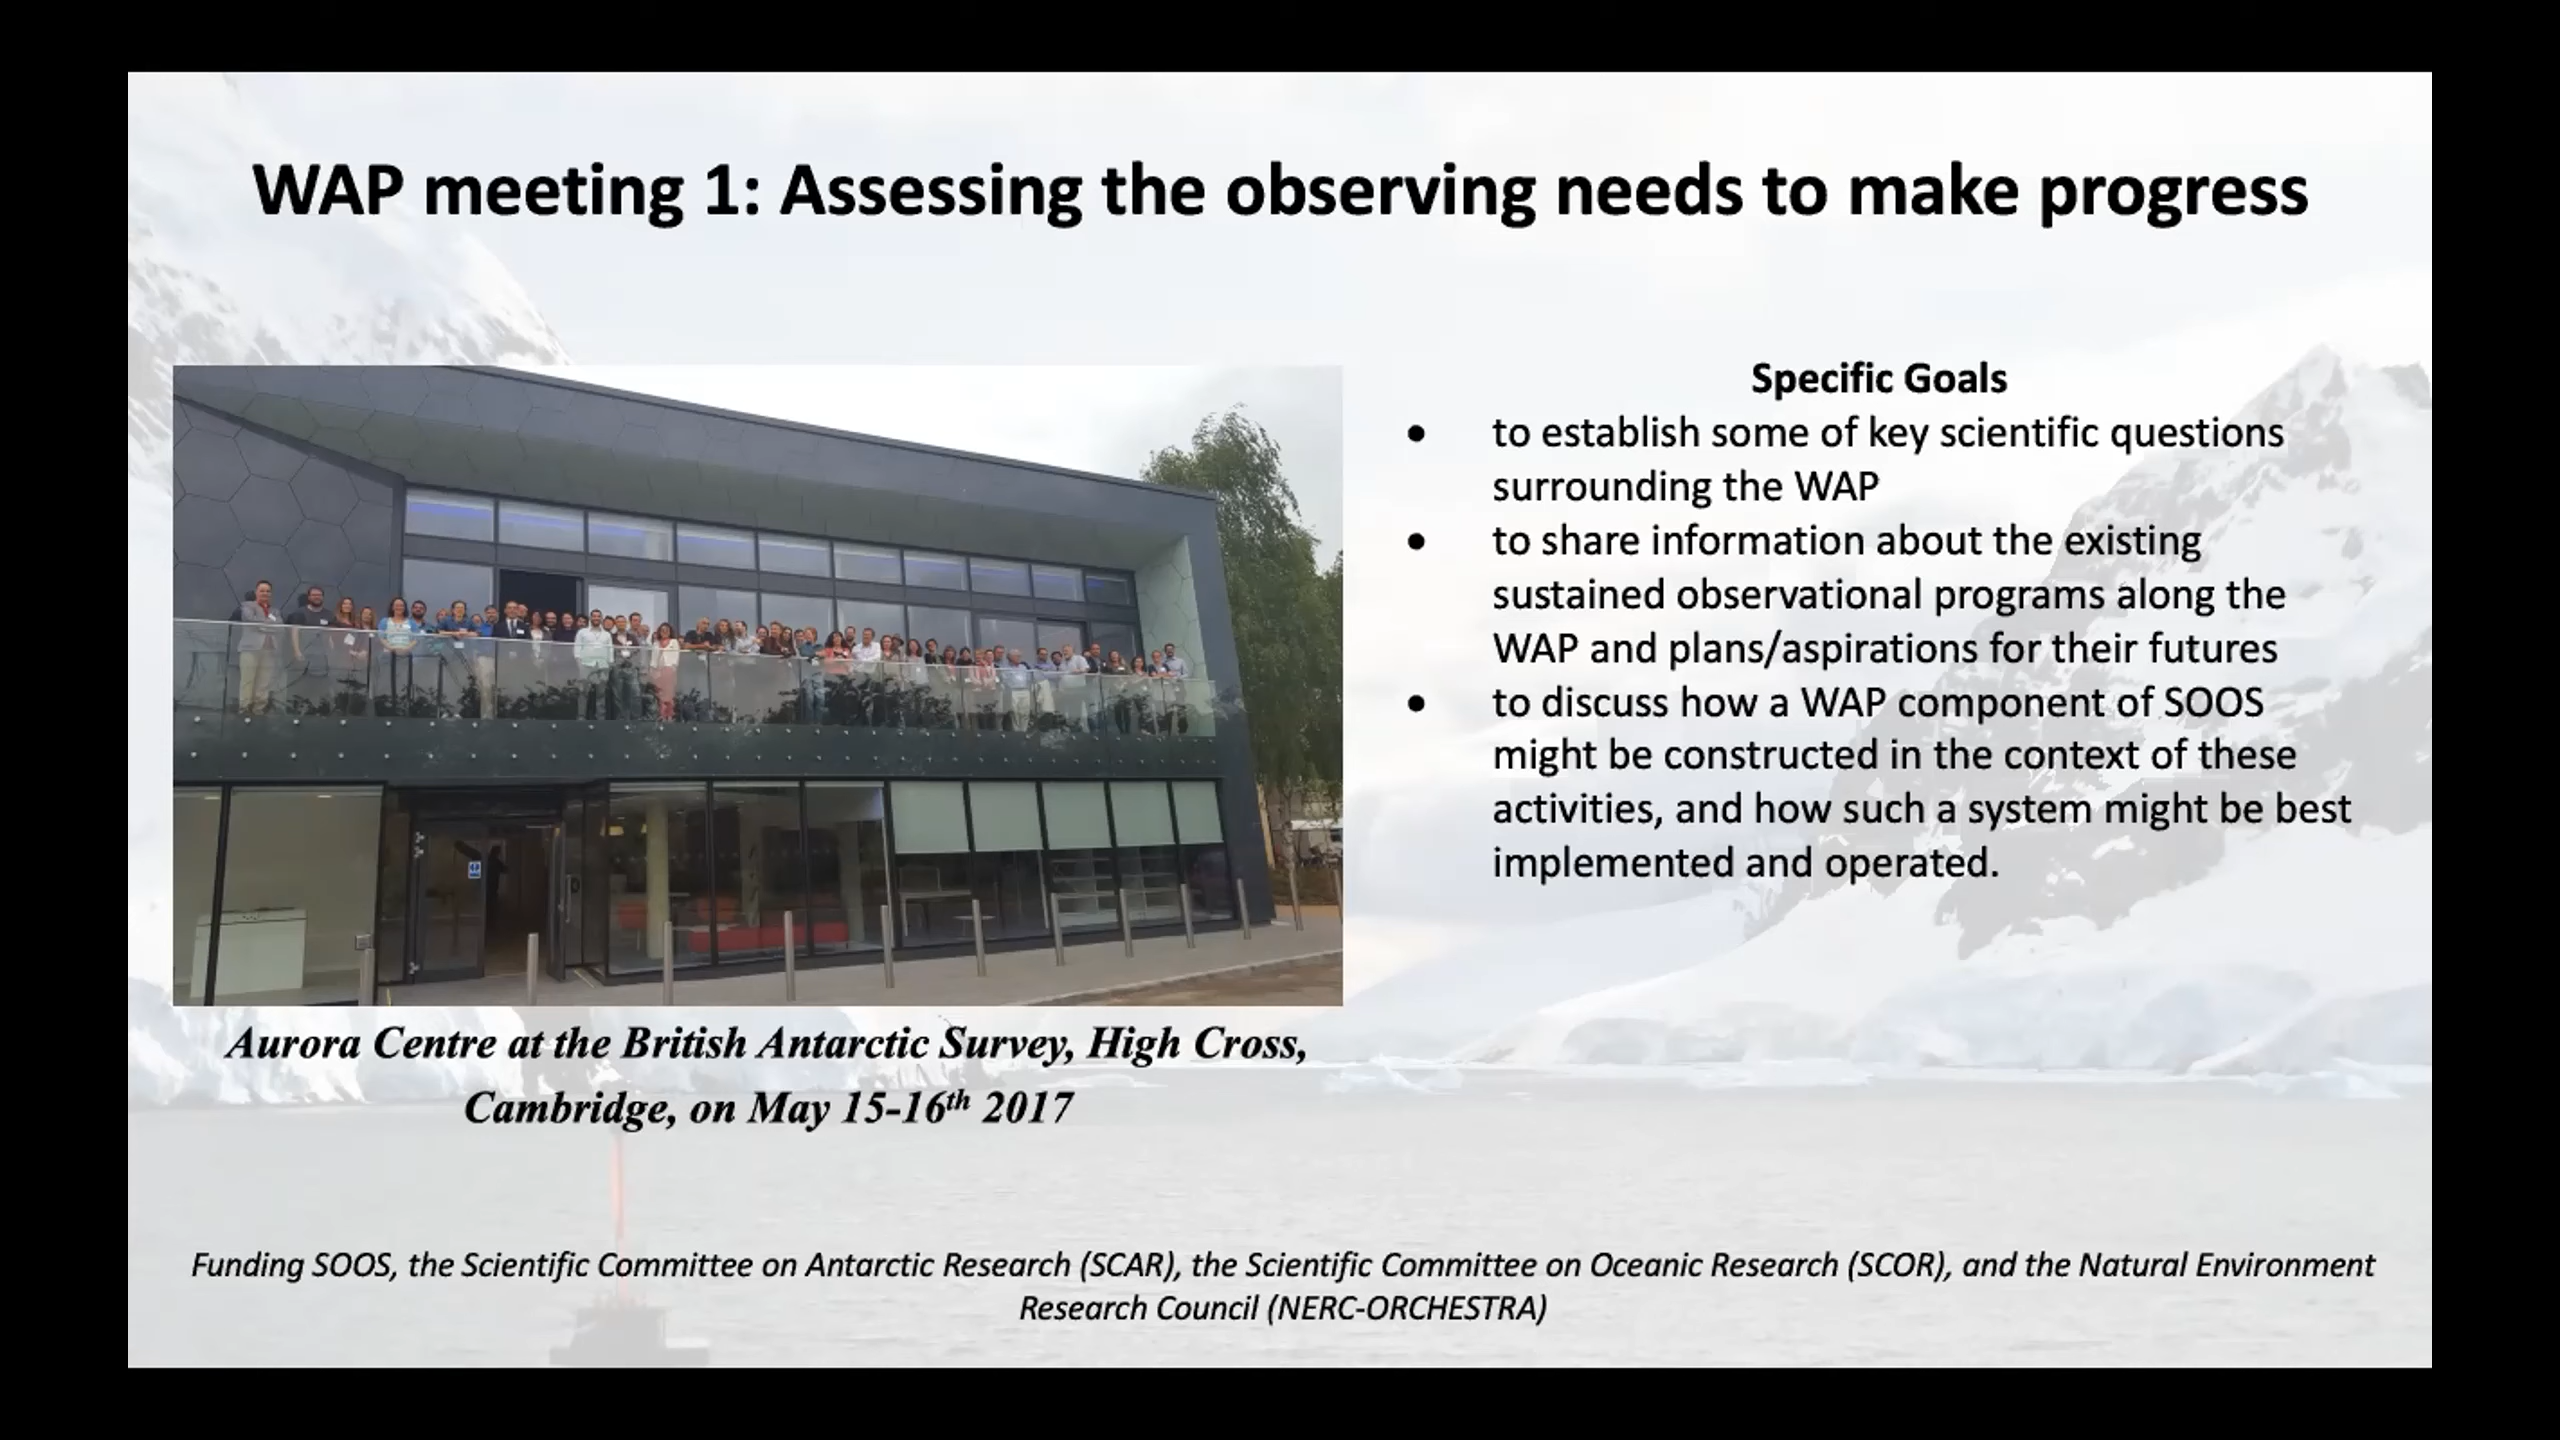 WAP meeting 1: Assessing the observing needs to make progress
Specific Goals
• to establish some of key scientific questions
surrounding the WAP
• to share information about the existing
sustained observational programs along the
WAP and plans/aspirations for their futures
• to discuss how a WAP component of SOOS
might be constructed in the context of these
activities, and how such a system might be best
implemented and operated.
Aurora Centre at the British Antarctic Survey, High Cross,
Cambridge, on May 15-16th 2017
Funding SOOS, the Scientific Committee on Antarctic Research (SCAR), the Scientific Committee on Oceanic Research (SCOR), and the Natural Environment
Research Council (NERC-ORCHESTRA)